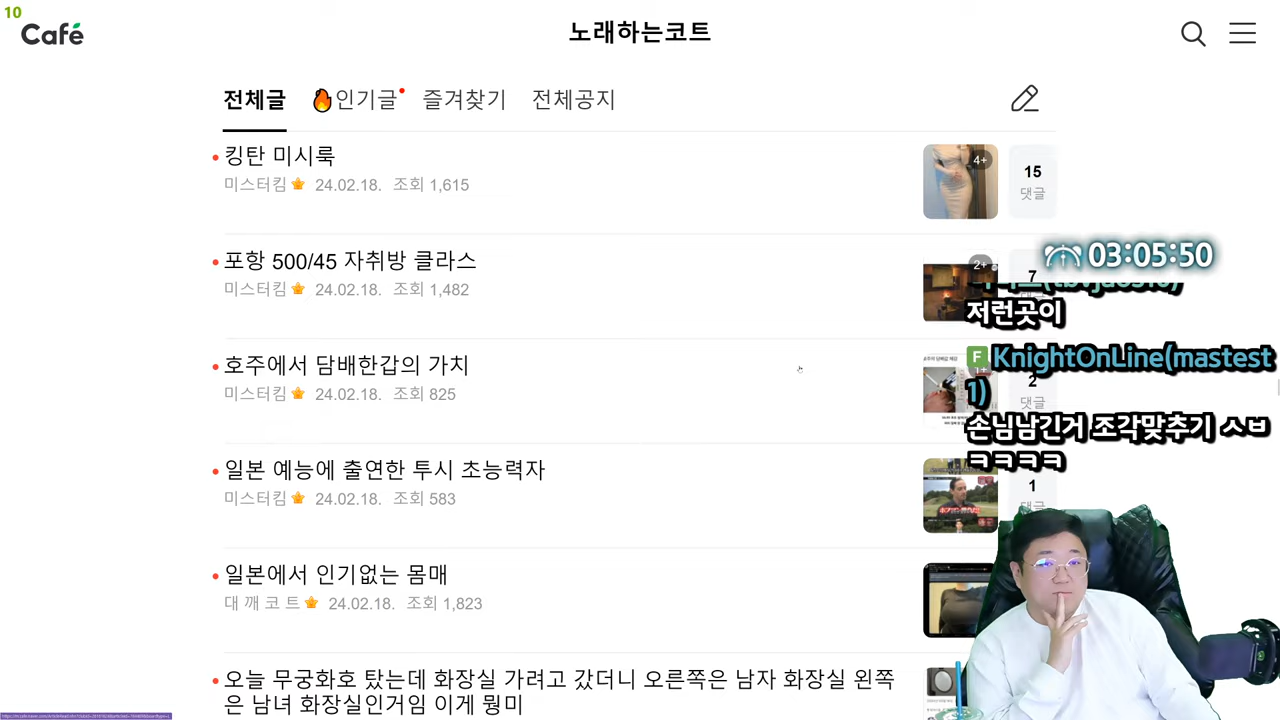 10
Café
노래하는코트
전체글 인기글 즐겨찾기 전체공지
킹탄 미시룩
미스터킴 24.02.18. 조회 1,615
4+
15
댓글
포항 500/45 자취방 클라스
미스터킴 24.02.18. 조회 1,482
2+
7
03:05:50
저런곳이
호주에서 담배한갑의 가치
미스터킴 24.02.18. 조회 825
1+
2
댓글
F KnightOnLine(mastest
1)
손님남긴거 조각맞추기 ㅅㅂ
ㅋㅋㅋㅋ
일본 예능에 출연한 투시 초능력자
미스터킴 24.02.18. 조회 583
1
일본에서 인기없는 몸매
대 깨 코 트 24.02.18. 조회 1,823
오늘 무궁화호 탔는데 화장실 가려고 갔더니 오른쪽은 남자 화장실 왼쪽
은 남녀 화장실인거임 이게 뭥미